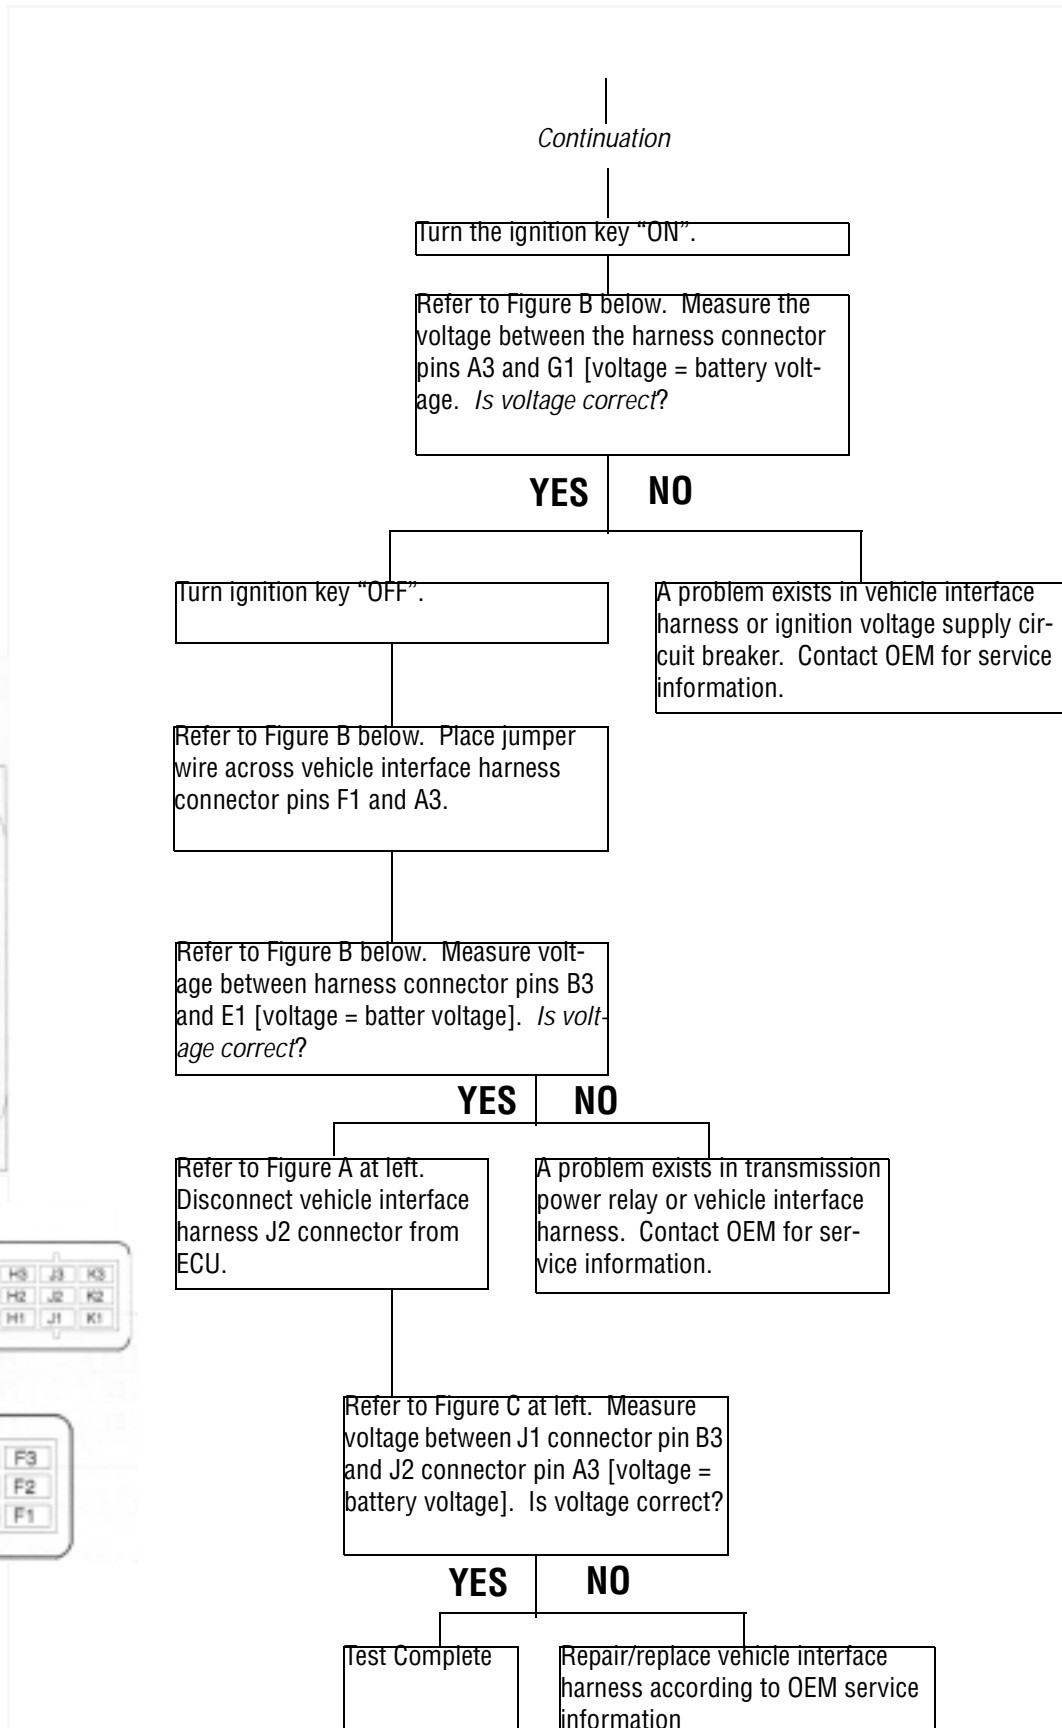 Continuation
Turn the ignition key “ON”.
Refer to Figure B below.  Measure the
voltage between the harness connector
pins A3 and G1 [voltage = battery volt-
age.  Is voltage correct?
YES NO
Turn ignition key “OFF”.
A problem exists in vehicle interface
harness or ignition voltage supply cir-
cuit breaker.  Contact OEM for service
information.
Refer to Figure B below.  Place jumper
wire across vehicle interface harness
connector pins F1 and A3.
Refer to Figure B below.  Measure volt-
age between harness connector pins B3
and E1 [voltage = batter voltage].  Is volt-
age correct?
YES NO
Refer to Figure A at left.
Disconnect vehicle interface
harness J2 connector from
ECU.
A problem exists in transmission
power relay or vehicle interface
harness.  Contact OEM for ser-
vice information.
H3 J3 K3
H2 J2 K2
H1 J1 K1
Refer to Figure C at left.  Measure
voltage between J1 connector pin B3
and J2 connector pin A3 [voltage =
battery voltage].  Is voltage correct?
F3
F2
F1
YES NO
Test Complete
Repair/replace vehicle interface
harness according to OEM service
information